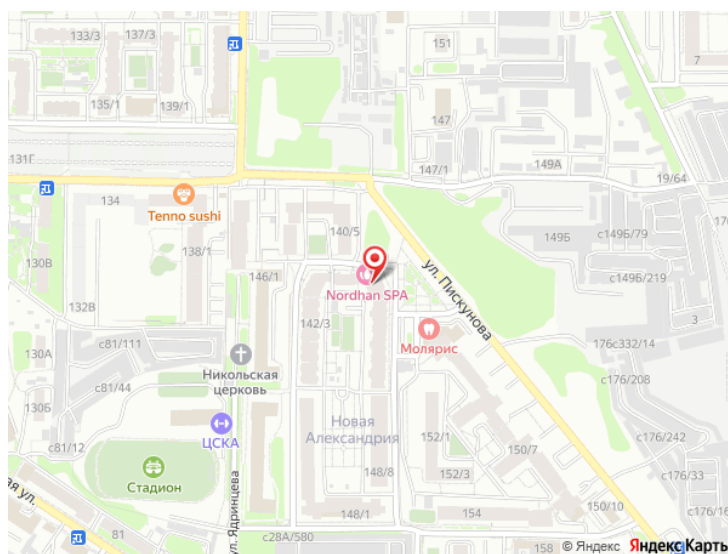 133/3
137/3
151
7
135/1
139/1
147
131Г
147/1
149А
19/64
134
Tenno sushi
140/5
149Б
с149Б/79
138/1
130В
146/1
ул. Пискунова
с149Б/219
Nordhan SPA
132В
142/3
Молярис
3
с81/111
176с332/14
130А
Никольская
церковь
с81/44
с176/208
130Б
ЦСКА
Новая
Александрия
152/1
150/7
с176/242
с81/12
ул. Ядринцева
Стадион
148/8
152/3
с176/33
ая ул.
150/10
с176/
81
148/1
154
с28А/580
© Яндекс Яндекс Карты